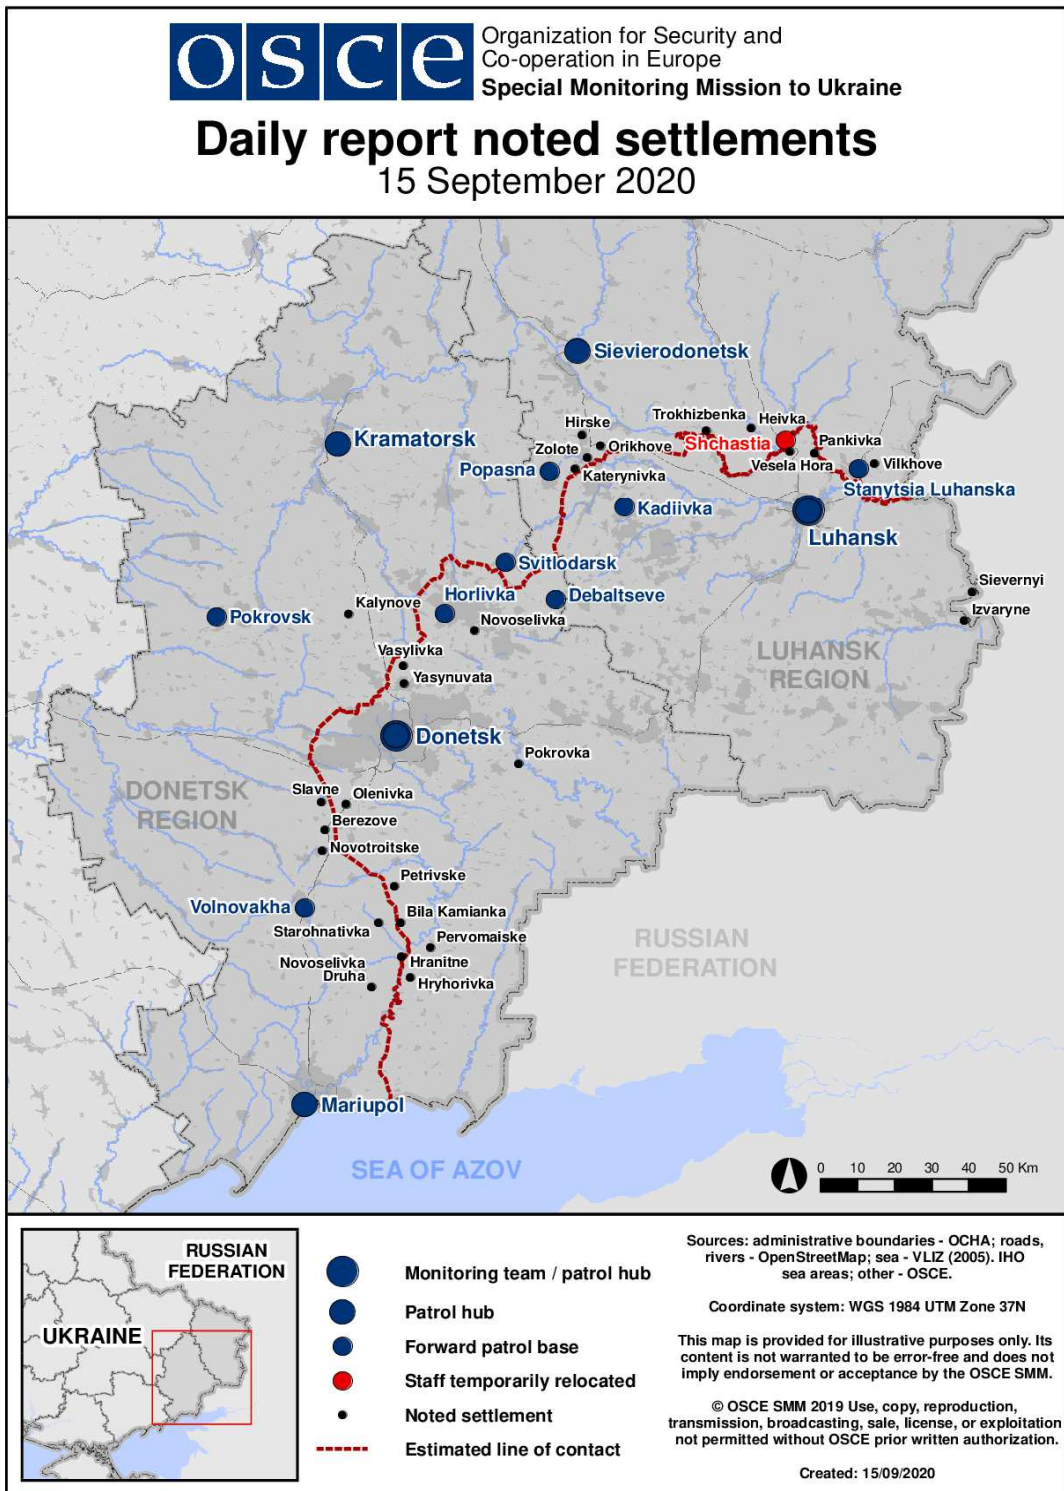 osce
Organization for Security and
Co-operation in Europe
Special Monitoring Mission to Ukraine
Daily report noted settlements
15 September 2020
Sievierodonetsk
Trokhizbenka
Heivka
Hirske
Kramatorsk
Shchastia
Pankivka
Zolote
Orikhove
Popasna
Katerynivka
Vesela Hora
Vilkhove
Stanytsia Luhanska
Kadiivka
Luhansk
Svitlodarsk
Sievernyi
Horlivka
Debaltseve
Kalynove
Izvaryne
Pokrovsk
Novoselivka
Vasylivka
LUHANSK
REGION
Yasynuvata
Donetsk
Pokrovka
DONETSK
REGION
Slavne
Olenivka
Berezove
Novotroitske
Petrivske
Volnovakha
Bila Kamianka
Starohnativka
Pervomaiske
RUSSIAN
FEDERATION
Novoselivka
Druha
Hranitne
Hryhorivka
Mariupol
SEA OF AZOV
0 10 20 30 40 50 Km
RUSSIAN
FEDERATION
UKRAINE
Monitoring team / patrol hub
Patrol hub
Forward patrol base
Staff temporarily relocated
Noted settlement
Estimated line of contact
Sources: administrative boundaries - OCHA; roads,
rivers - OpenStreetMap; sea - VLIZ (2005). IHO
sea areas; other - OSCE.
Coordinate system: WGS 1984 UTM Zone 37N
This map is provided for illustrative purposes only. Its
content is not warranted to be error-free and does not
imply endorsement or acceptance by the OSCE SMM.
© OSCE SMM 2019 Use, copy, reproduction,
transmission, broadcasting, sale, license, or exploitation
not permitted without OSCE prior written authorization.
Created: 15/09/2020